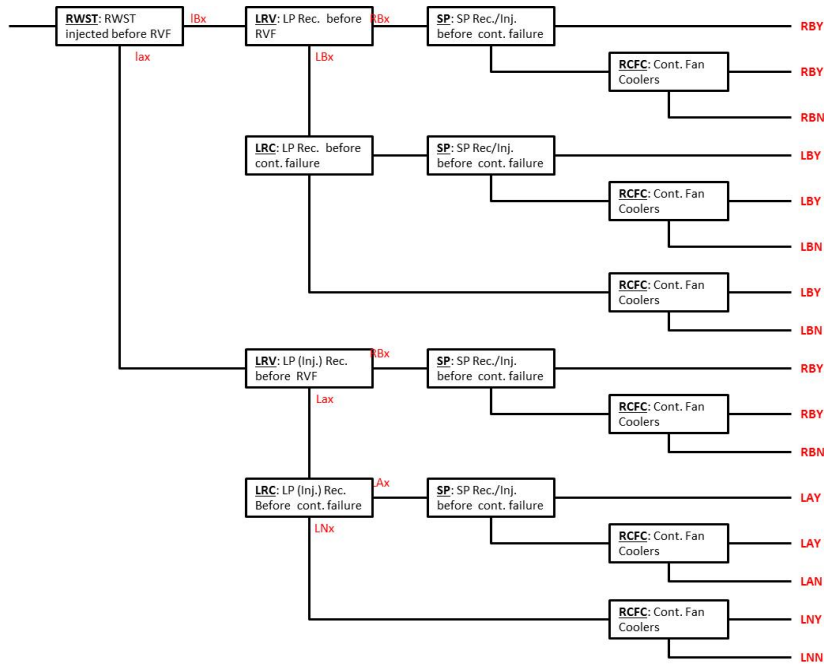 RWST: RWST
injected before RVF
IBx
LRV: LP Rec. before
RVF
RBx
SP: SP Rec./Inj.
before cont. failure
RBY
Iax
LBx
RCFC: Cont. Fan
Coolers
RBY
RBN
LRC: LP Rec. before
cont. failure
SP: SP Rec/Inj.
before cont. failure
LBY
RCFC: Cont. Fan
Coolers
LBY
LBN
RCFC: Cont. Fan
Coolers
LBY
LBN
LRV: LP (Inj.) Rec.
before RVF
RBx
SP: SP Rec./Inj.
before cont. failure
RBY
Lax
RCFC: Cont. Fan
Coolers
RBY
RBN
LRC: LP (Inj.) Rec.
Before cont. failure
LAx
SP: SP Rec/Inj.
before cont. failure
LAY
LNx
RCFC: Cont. Fan
Coolers
LAY
LAN
RCFC: Cont. Fan
Coolers
LNY
LNN